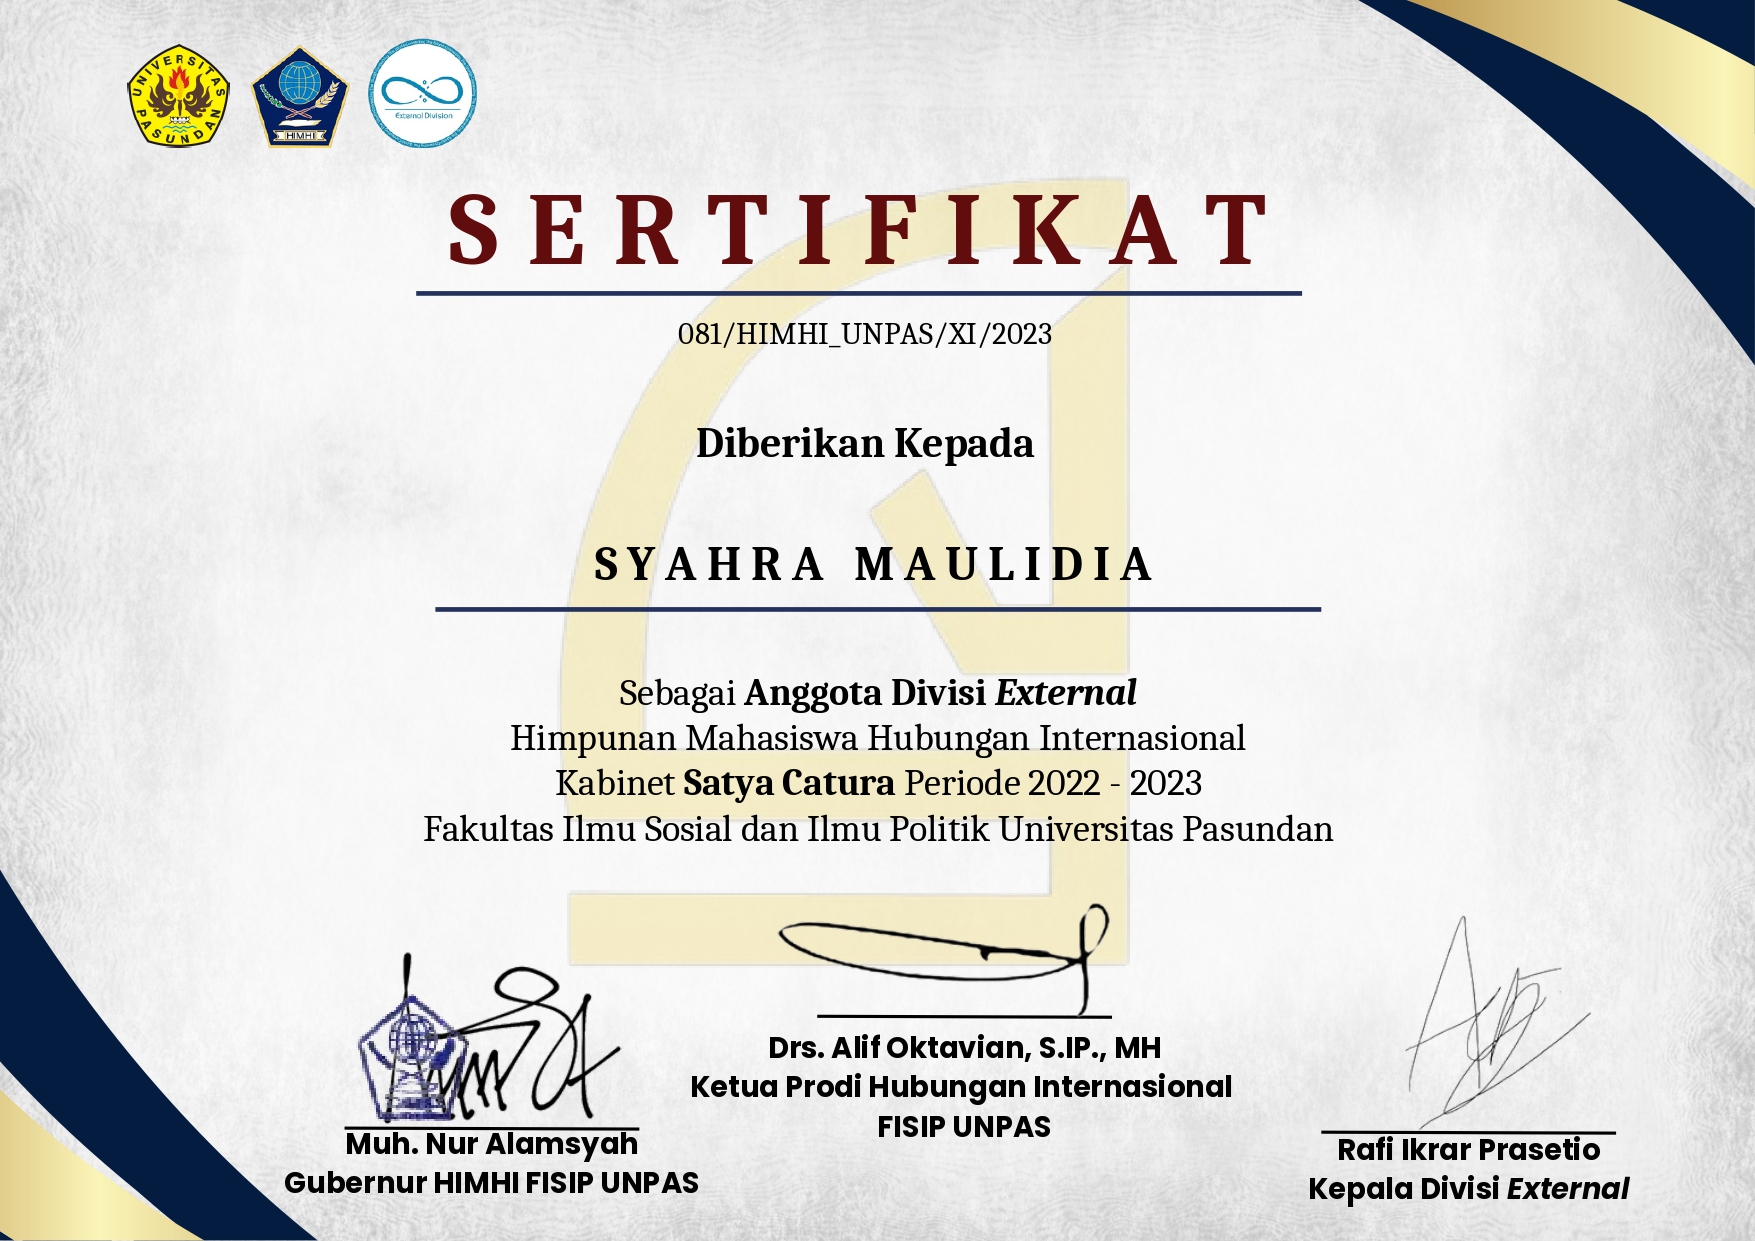 UNIVERSITAS
PASUNDAN
HIMHI
External Division
SERTIFIKAT
081/HIMHI_UNPAS/XI/2023
Diberikan Kepada
SYAHRA MAULIDIA
Sebagai Anggota Divisi External
Himpunan Mahasiswa Hubungan Internasional
Kabinet Satya Catura Periode 2022 - 2023
Fakultas Ilmu Sosial dan Ilmu Politik Universitas Pasundan
Muh. Nur Alamsyah
Gubernur HIMHI FISIP UNPAS
Drs. Alif Oktavian, S.IP., MH
Ketua Prodi Hubungan Internasional
FISIP UNPAS
Rafi Ikrar Prasetio
Kepala Divisi External